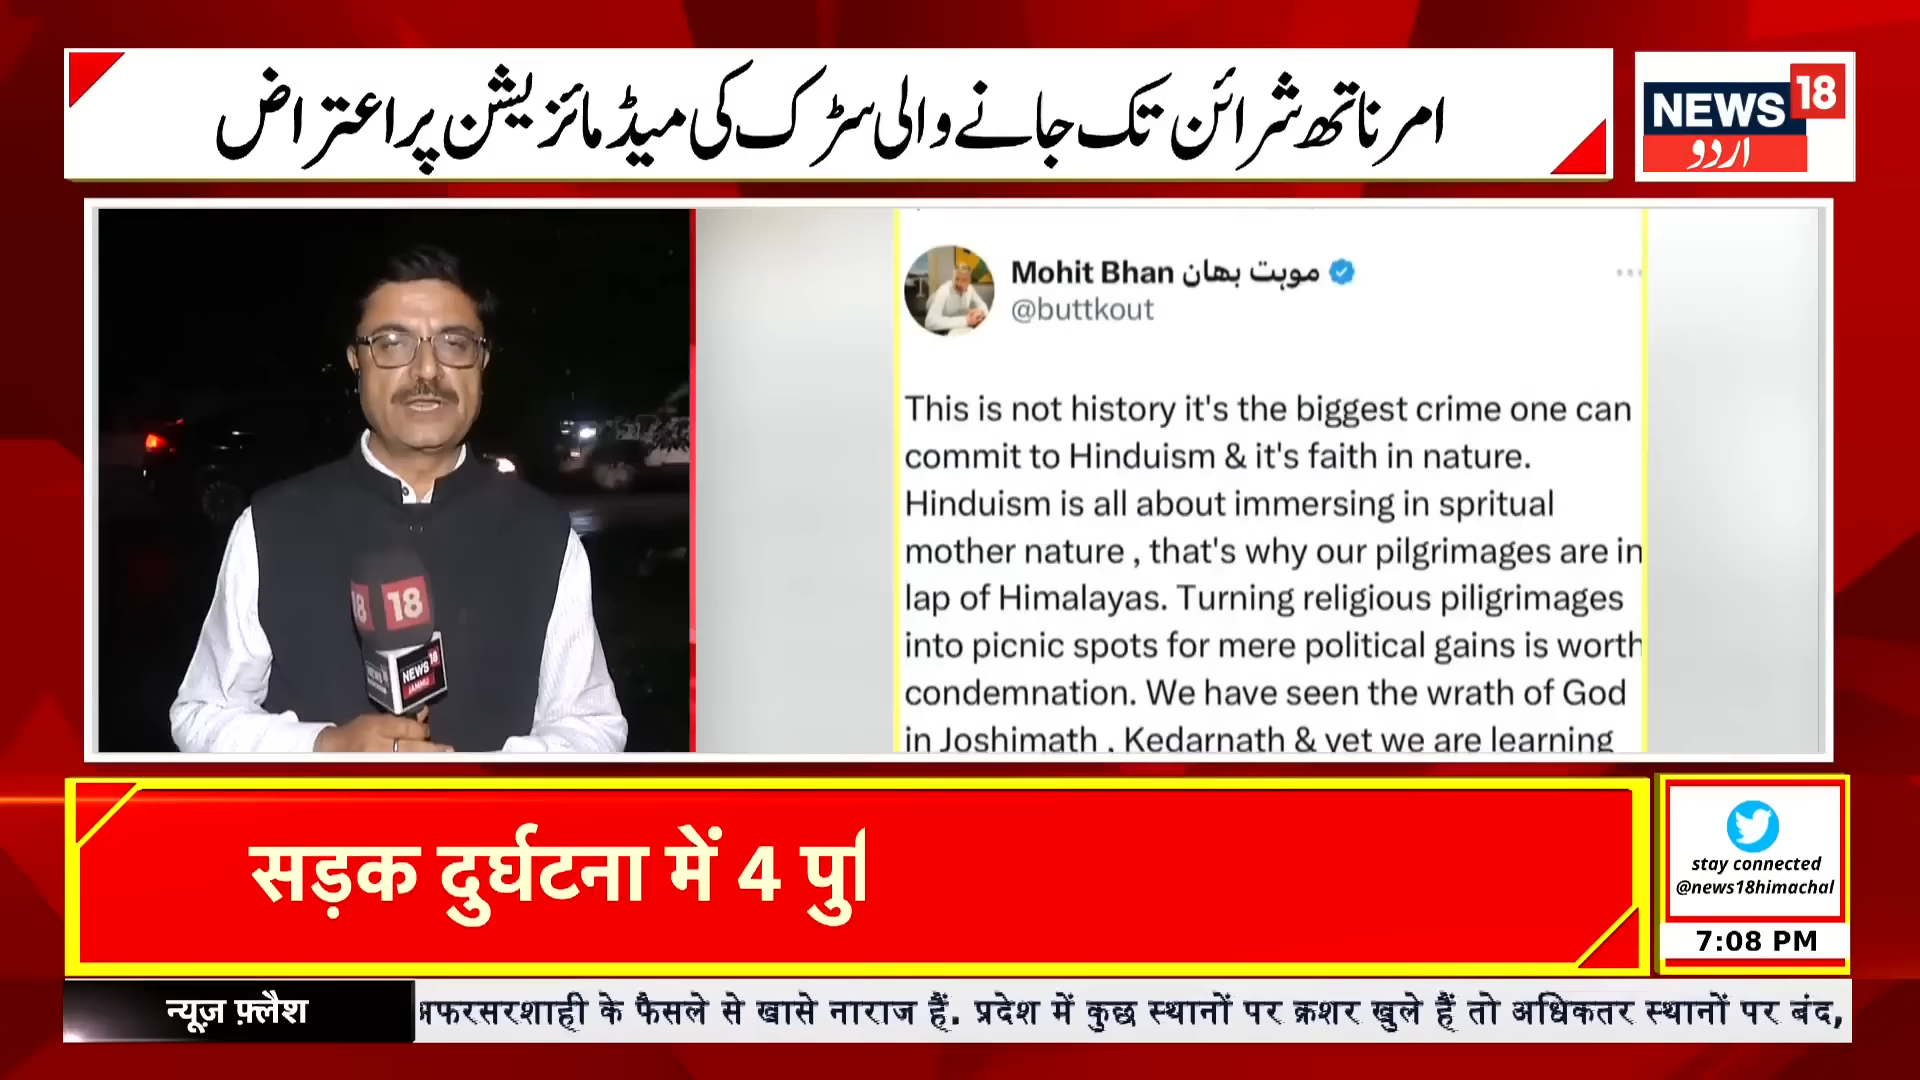 امرناتھ شرائن تک جانے والی سڑک کی میڈمائزیشن پر اعتراض
NEWS 18
اردو
Mohit Bhan موہت بھان
@buttkout
This is not history it's the biggest crime one can
commit to Hinduism & it's faith in nature.
Hinduism is all about immersing in spritual
mother nature , that's why our pilgrimages are in
lap of Himalayas. Turning religious piligrimages
into picnic spots for mere political gains is worth
condemnation. We have seen the wrath of God
in Joshimath , Kedarnath & yet we are learning
18
18
NEWS 18
JAMMU
सड़क दुर्घटना में 4
stay connected
@news18himachal
7:08 PM
न्यूज़ फ़्लैश
अफरसरशाही के फैसले से खासे नाराज हैं. प्रदेश में कुछ स्थानों पर क्रशर खुले हैं तो अधिकतर स्थानों पर बंद,